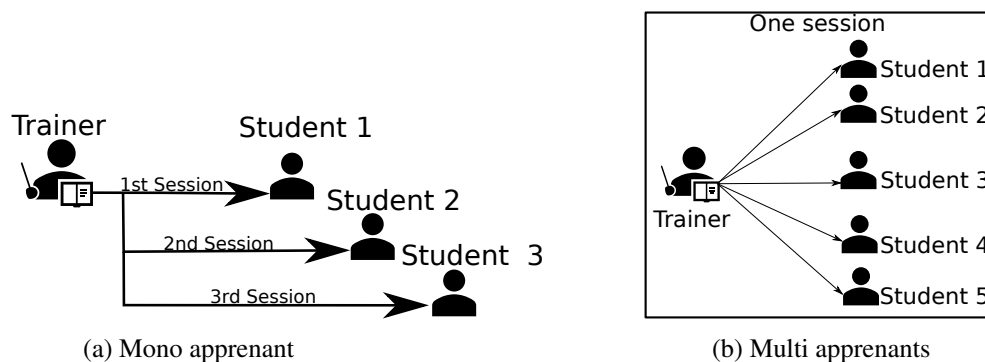 Trainer
Student 1
1st Session
Student 2
2nd Session
Student 3
3rd Session
(a) Mono apprenant
One session
Student 1
Student 2
Student 3
Trainer
Student 4
Student 5
(b) Multi apprenants